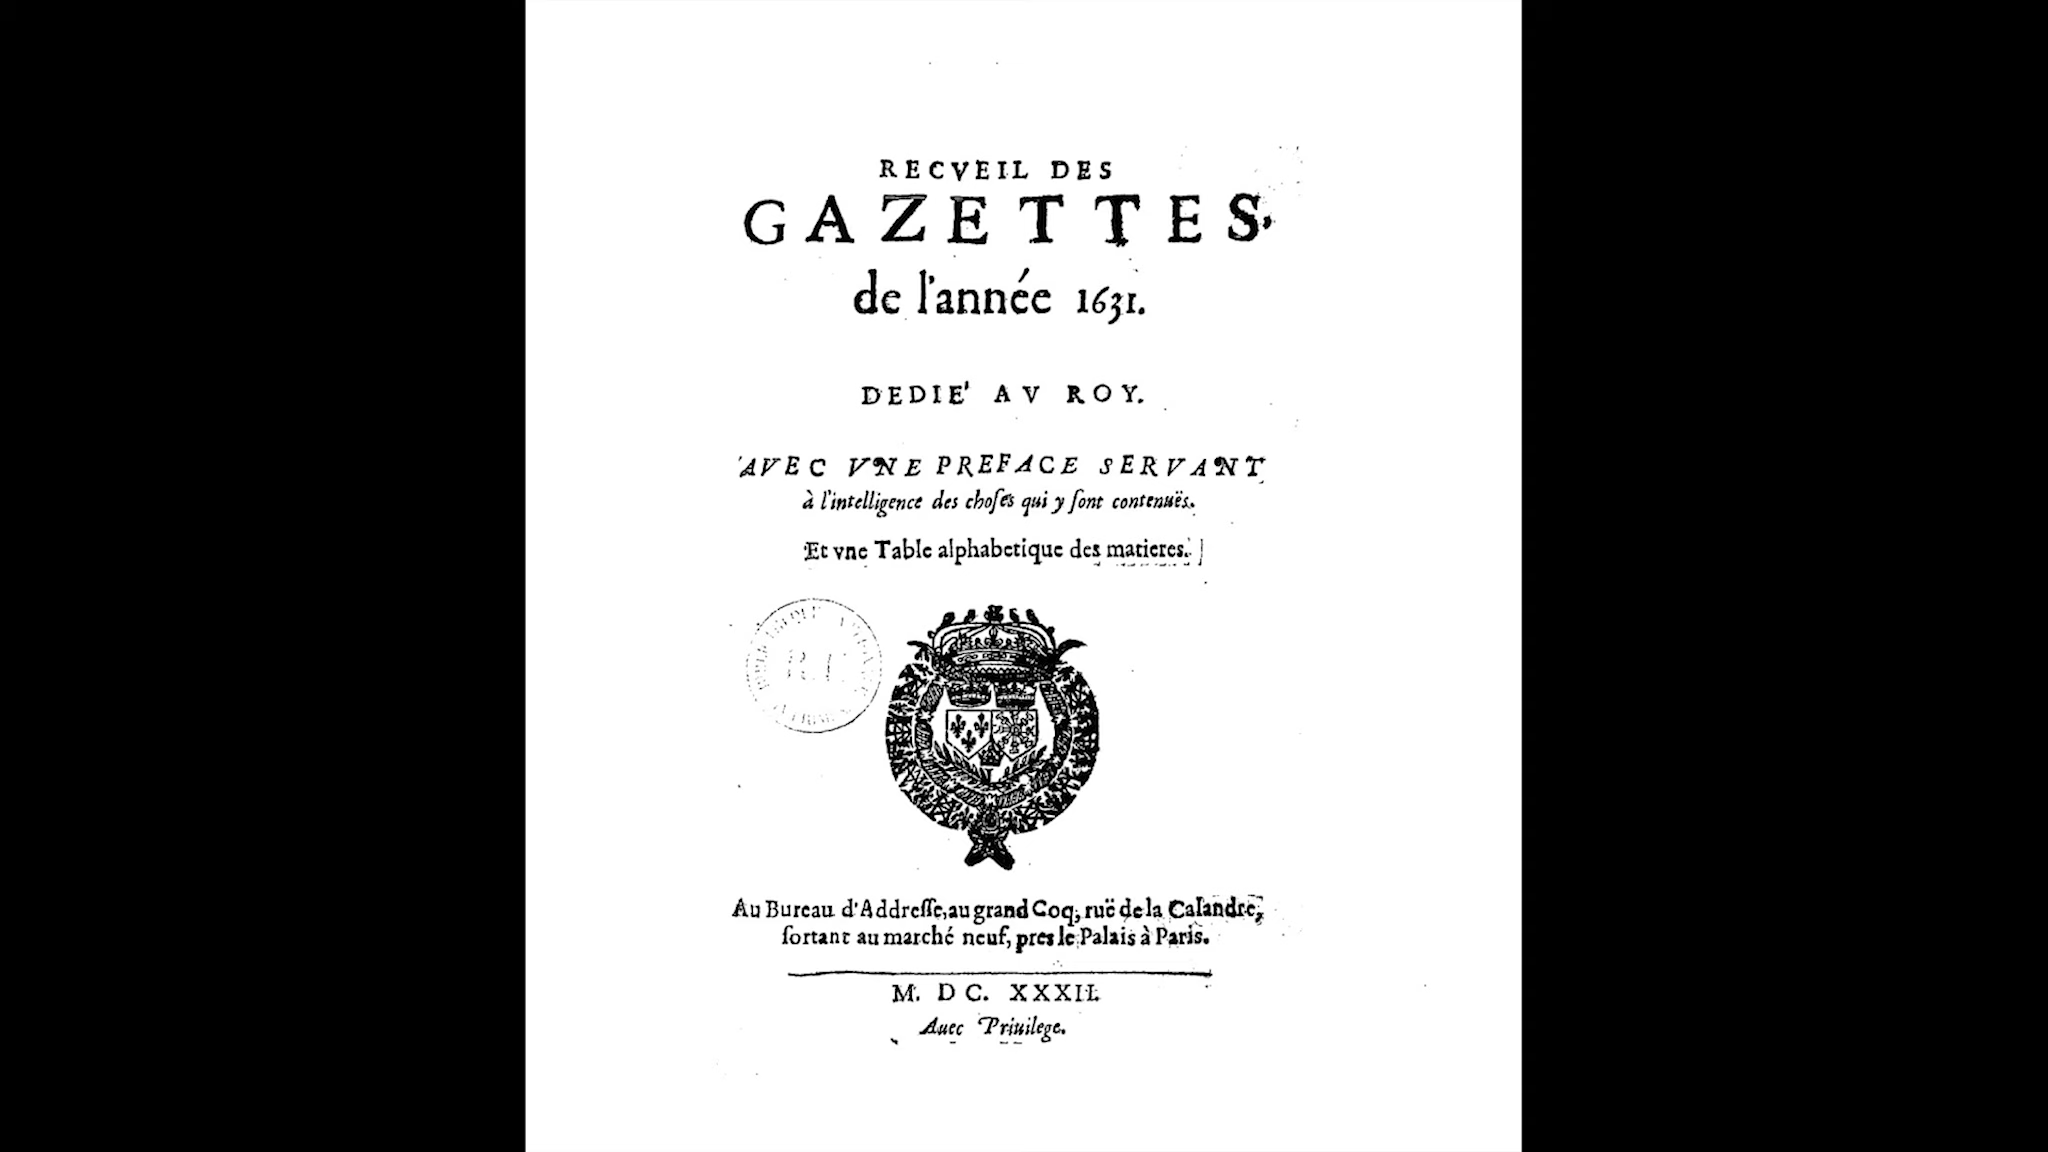 RECVEIL DES
GAZETTES,
de l'année 1631.
DEDIE' AV ROY.
AVEC VNE PREFACE SERVANT
à l'intelligence des choſes qui y ſont contenuës.
Et vne Table alphabetique des matieres.
Au Bureau d'Addreſſe, au grand Coq, ruë de la Calandre,
ſortant au marché neuf, pres le Palais à Paris.
M. DC. XXXII.
Auec Priuilege.